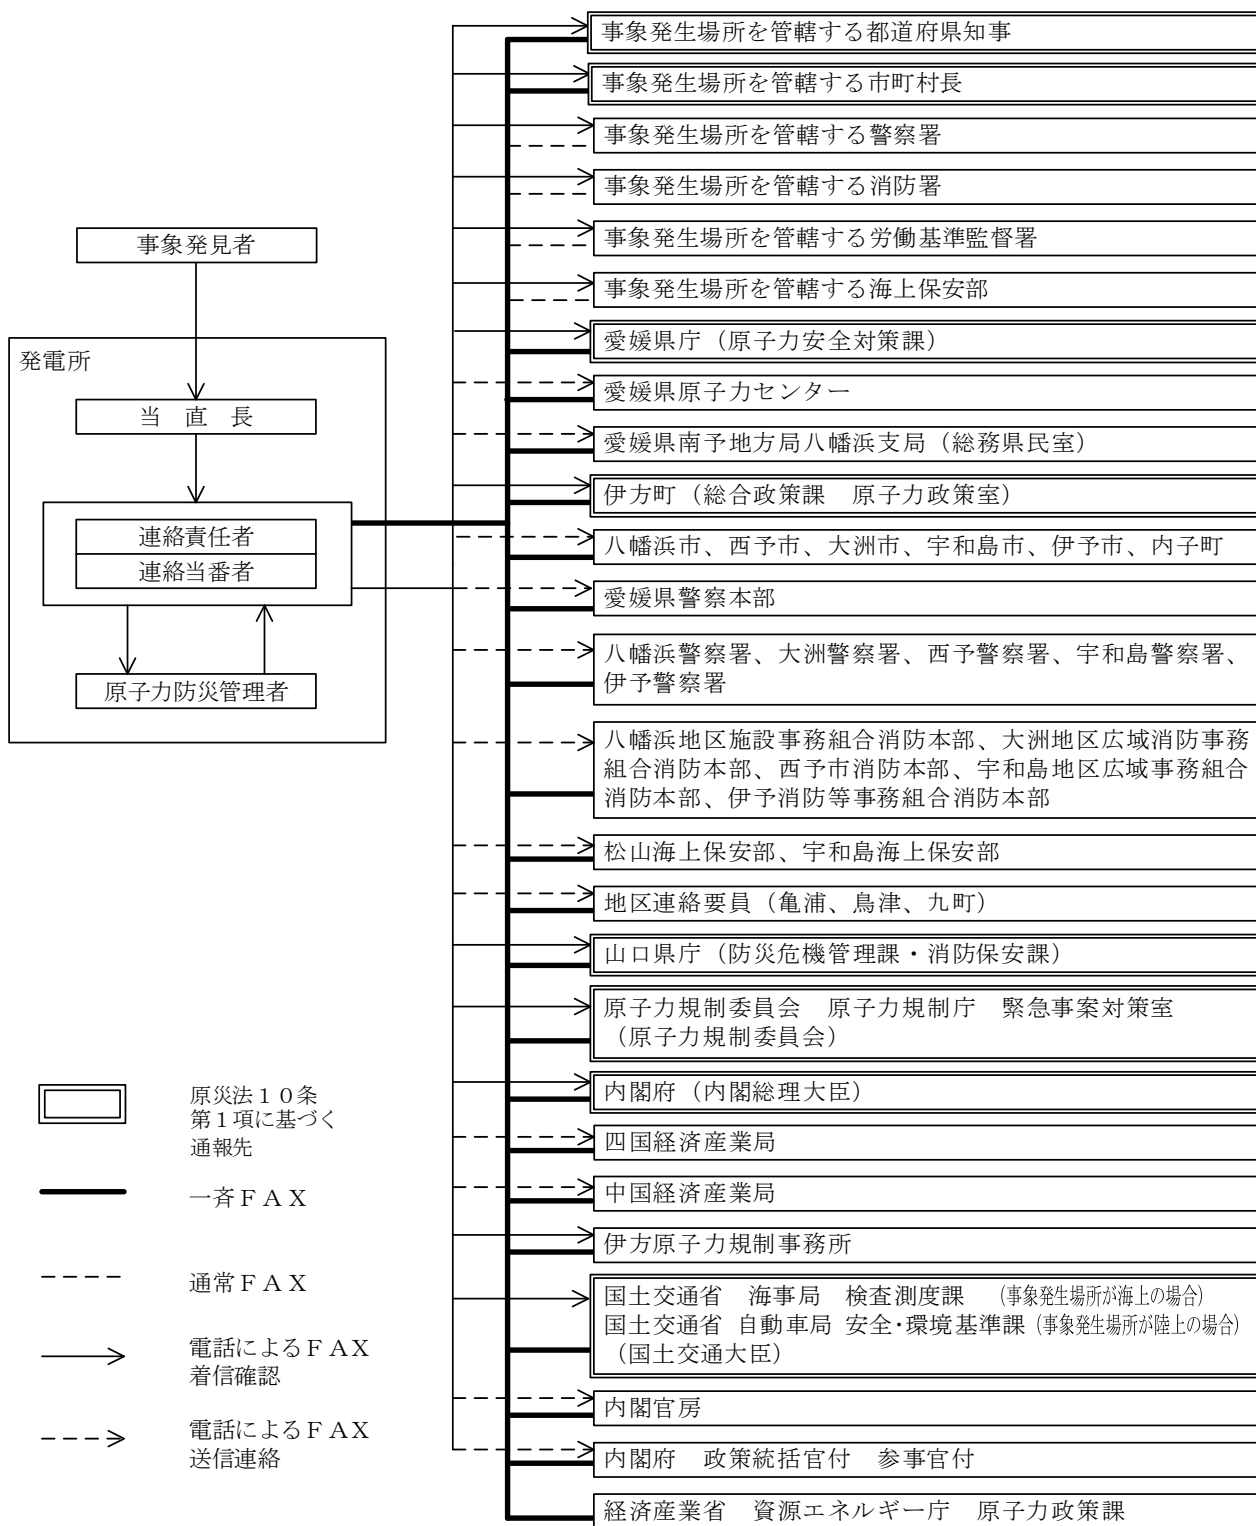 事象発見者
発電所
当　直　長
連絡責任者
連絡当番者
原子力防災管理者
事象発生場所を管轄する都道府県知事
事象発生場所を管轄する市町村長
事象発生場所を管轄する警察署
事象発生場所を管轄する消防署
事象発生場所を管轄する労働基準監督署
事象発生場所を管轄する海上保安部
愛媛県庁（原子力安全対策課）
愛媛県原子力センター
愛媛県南予地方局八幡浜支局（総務県民室）
伊方町（総合政策課　原子力政策室）
八幡浜市、西予市、大洲市、宇和島市、伊予市、内子町
愛媛県警察本部
八幡浜警察署、大洲警察署、西予警察署、宇和島警察署、
伊予警察署
八幡浜地区施設事務組合消防本部、大洲地区広域消防事務
組合消防本部、西予市消防本部、宇和島地区広域事務組合
消防本部、伊予消防等事務組合消防本部
松山海上保安部、宇和島海上保安部
地区連絡要員（亀浦、鳥津、九町）
山口県庁（防災危機管理課・消防保安課）
原子力規制委員会　原子力規制庁　緊急事案対策室
（原子力規制委員会）
内閣府（内閣総理大臣）
四国経済産業局
中国経済産業局
伊方原子力規制事務所
国土交通省　海事局　検査測度課　（事象発生場所が海上の場合）
国土交通省 自動車局 安全・環境基準課（事象発生場所が陸上の場合）
（国土交通大臣）
内閣官房
内閣府　政策統括官付　参事官付
経済産業省　資源エネルギー庁　原子力政策課
原災法１０条
第１項に基づく
通報先
一斉ＦＡＸ
通常ＦＡＸ
電話によるＦＡＸ
着信確認
電話によるＦＡＸ
送信連絡